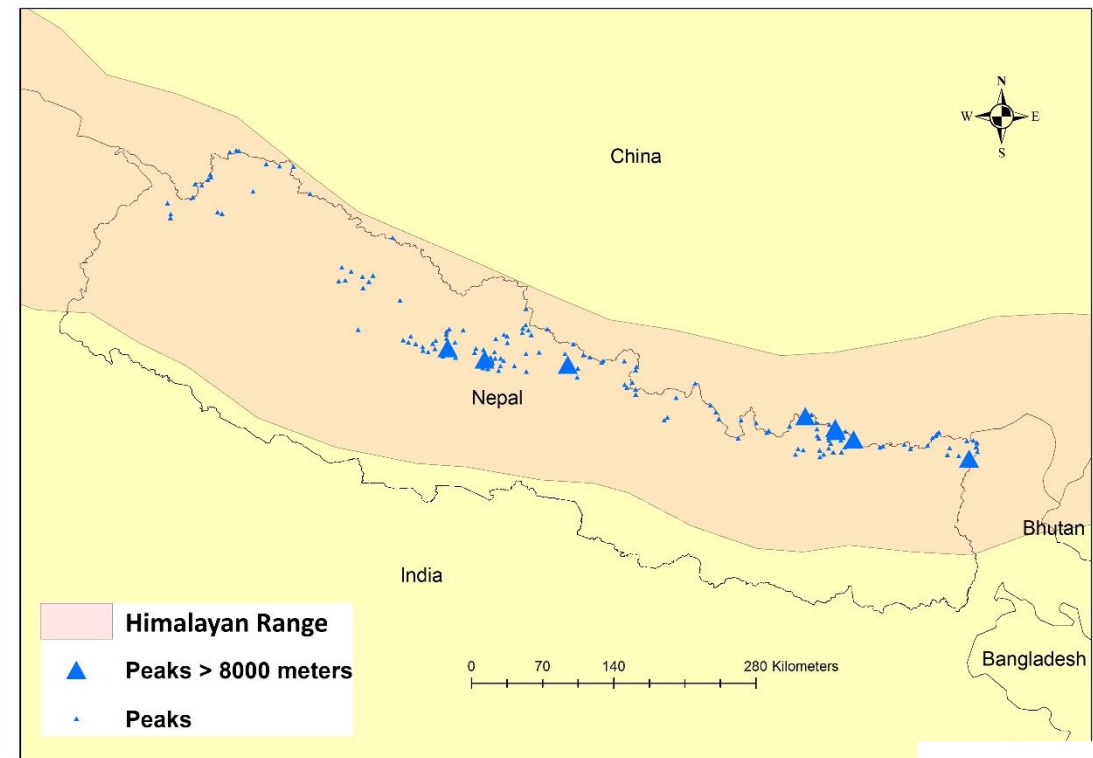 N
W E
S
China
Nepal
Bhutan
India
Bangladesh
Himalayan Range
Peaks > 8000 meters
Peaks
0 70 140 280 Kilometers